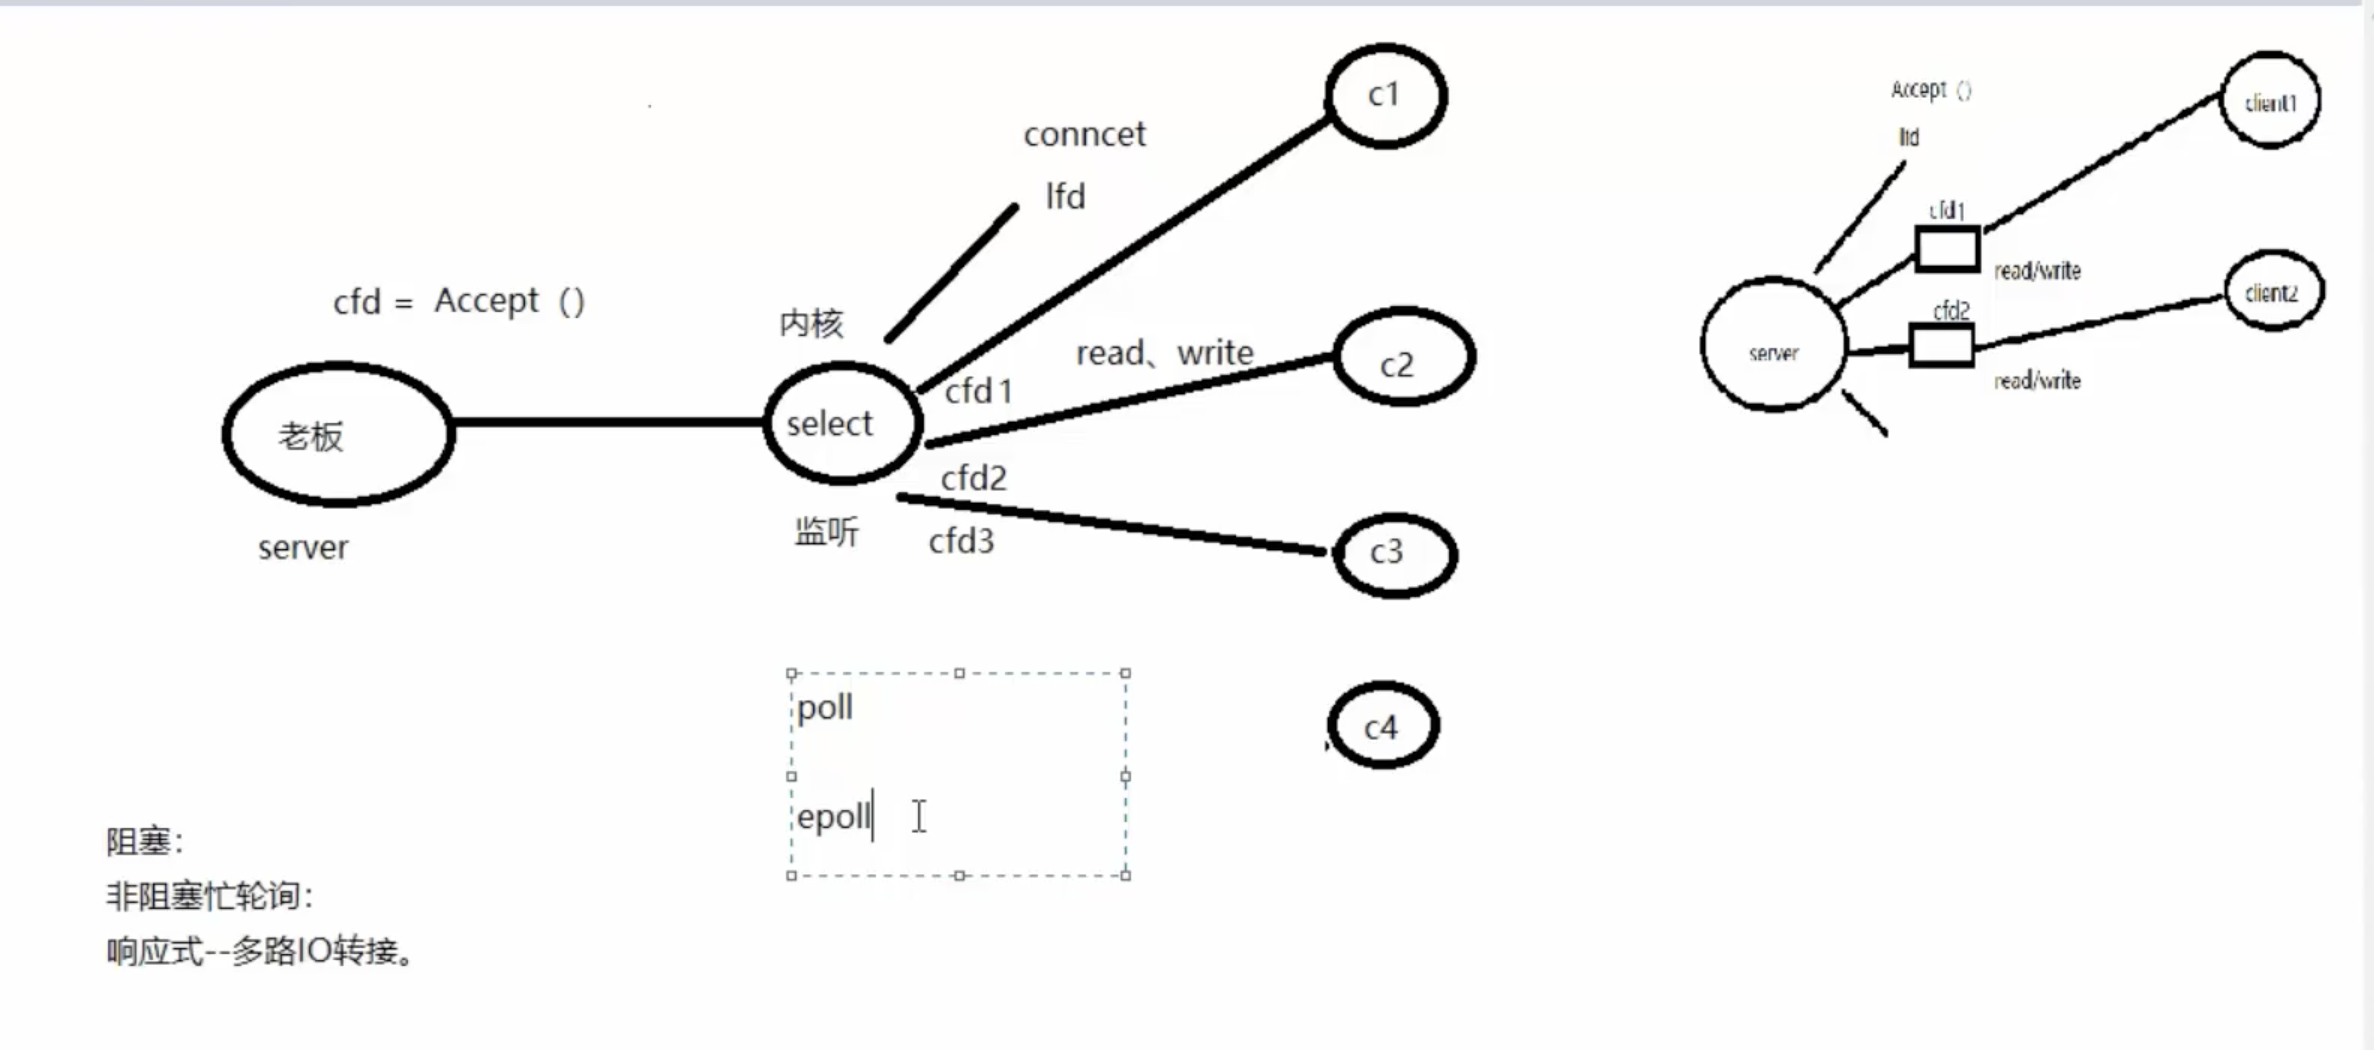 conncet
lfd
c1
cfd = Accept（）
内核
read、write
cfd1
c2
老板
select
cfd2
监听
cfd3
c3
server
poll
epoll
c4
阻塞：
非阻塞忙轮询：
响应式--多路IO转接。
Accept（）
lfd
client1
cfd1
read/write
client2
cfd2
server
read/write